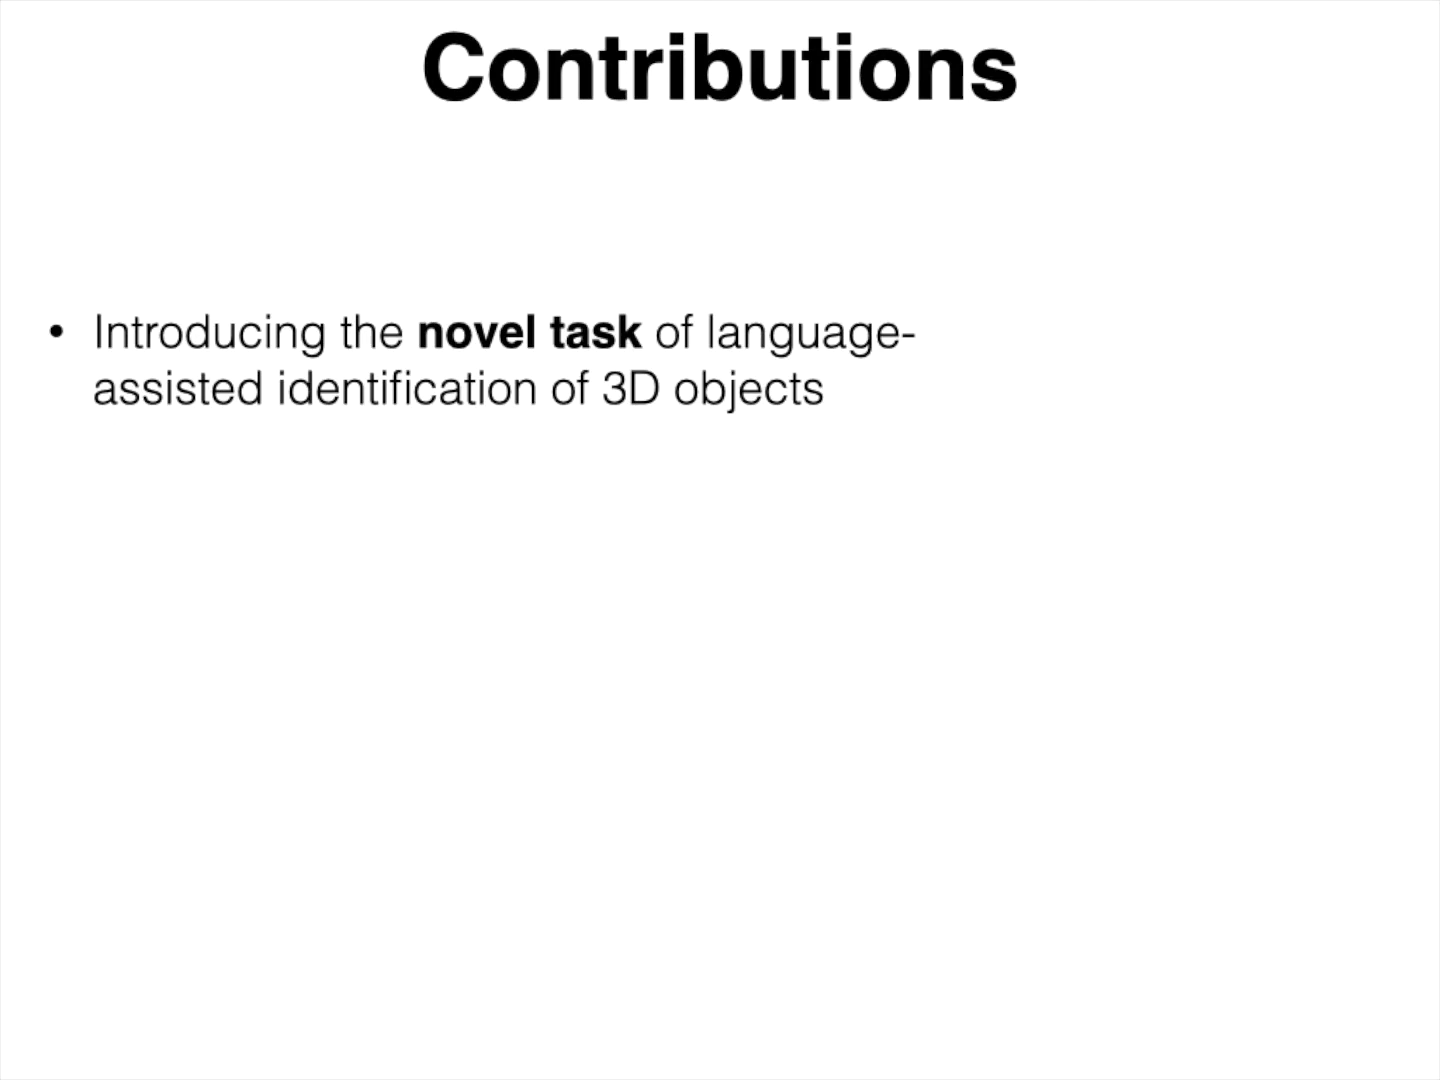 Contributions
• Introducing the novel task of language-
assisted identification of 3D objects